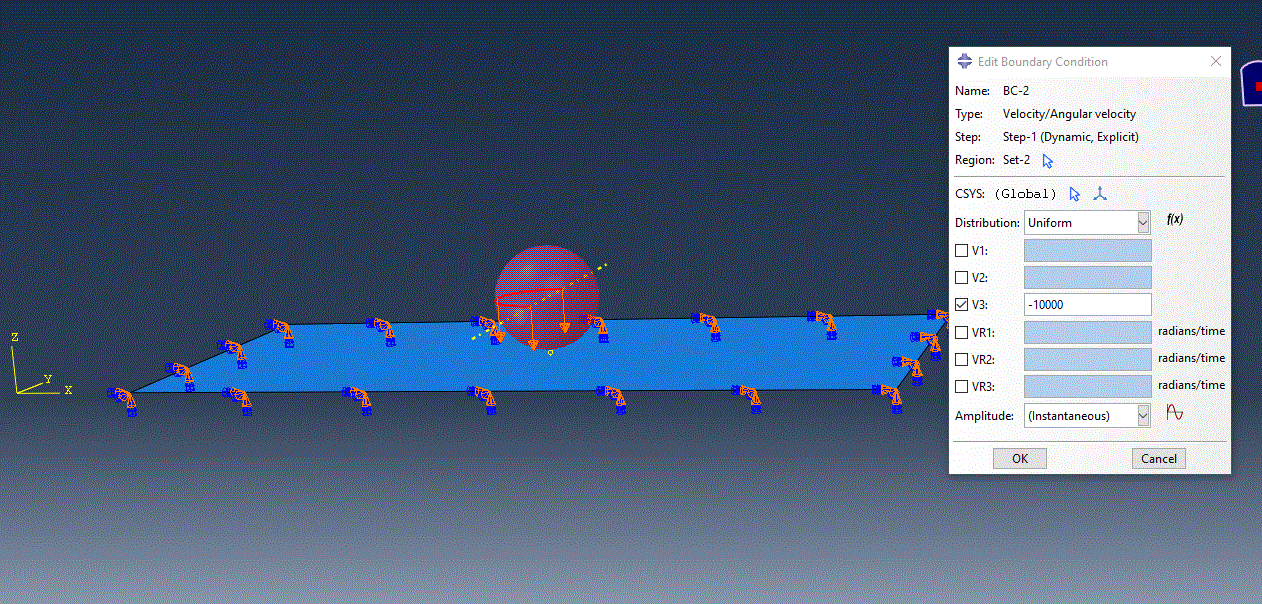 Edit Boundary Condition
Name: BC-2
Type: Velocity/Angular velocity
Step: Step-1 (Dynamic, Explicit)
Region: Set-2
CSYS: (Global)
Distribution: Uniform f(x)
V1:
V2:
V3: -10000
VR1: radians/time
VR2: radians/time
VR3: radians/time
Amplitude: (Instantaneous)
OK Cancel
Z
Y
X